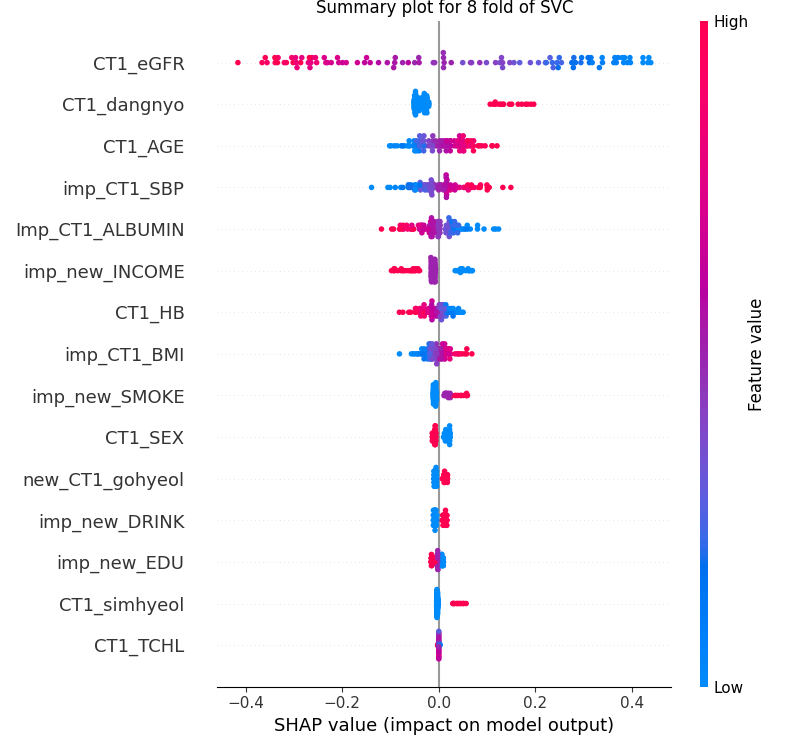 Summary plot for 8 fold of SVC
High
CT1_eGFR
CT1_dangnyo
CT1_AGE
imp_CT1_SBP
Imp_CT1_ALBUMIN
imp_new_INCOME
CT1_HB
imp_CT1_BMI
imp_new_SMOKE
CT1_SEX
new_CT1_gohyeol
imp_new_DRINK
imp_new_EDU
CT1_simhyeol
CT1_TCHL
Feature value
Low
−0.4 −0.2 0.0 0.2 0.4
SHAP value (impact on model output)